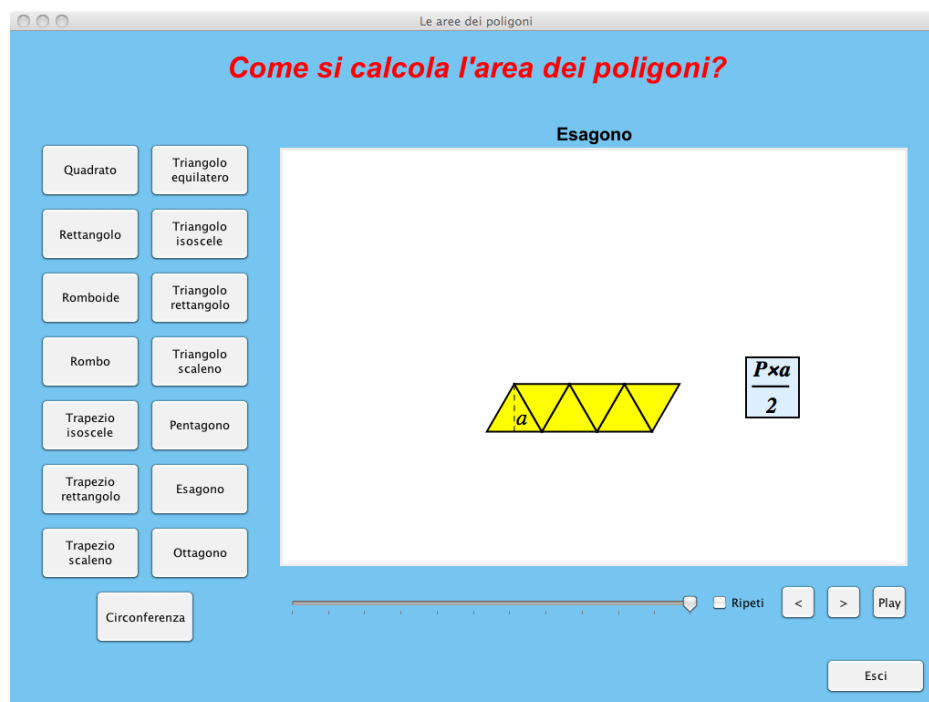 Le aree dei poligoni
Come si calcola l'area dei poligoni?
Esagono
Quadrato
Triangolo
equilatero
Rettangolo
Triangolo
isoscele
Romboide
Triangolo
rettangolo
Rombo
Triangolo
scaleno
Trapezio
isoscele
Pentagono
Trapezio
rettangolo
Esagono
Trapezio
scaleno
Ottagono
Circonferenza
a
P×a
2
Ripeti
<
>
Play
Esci